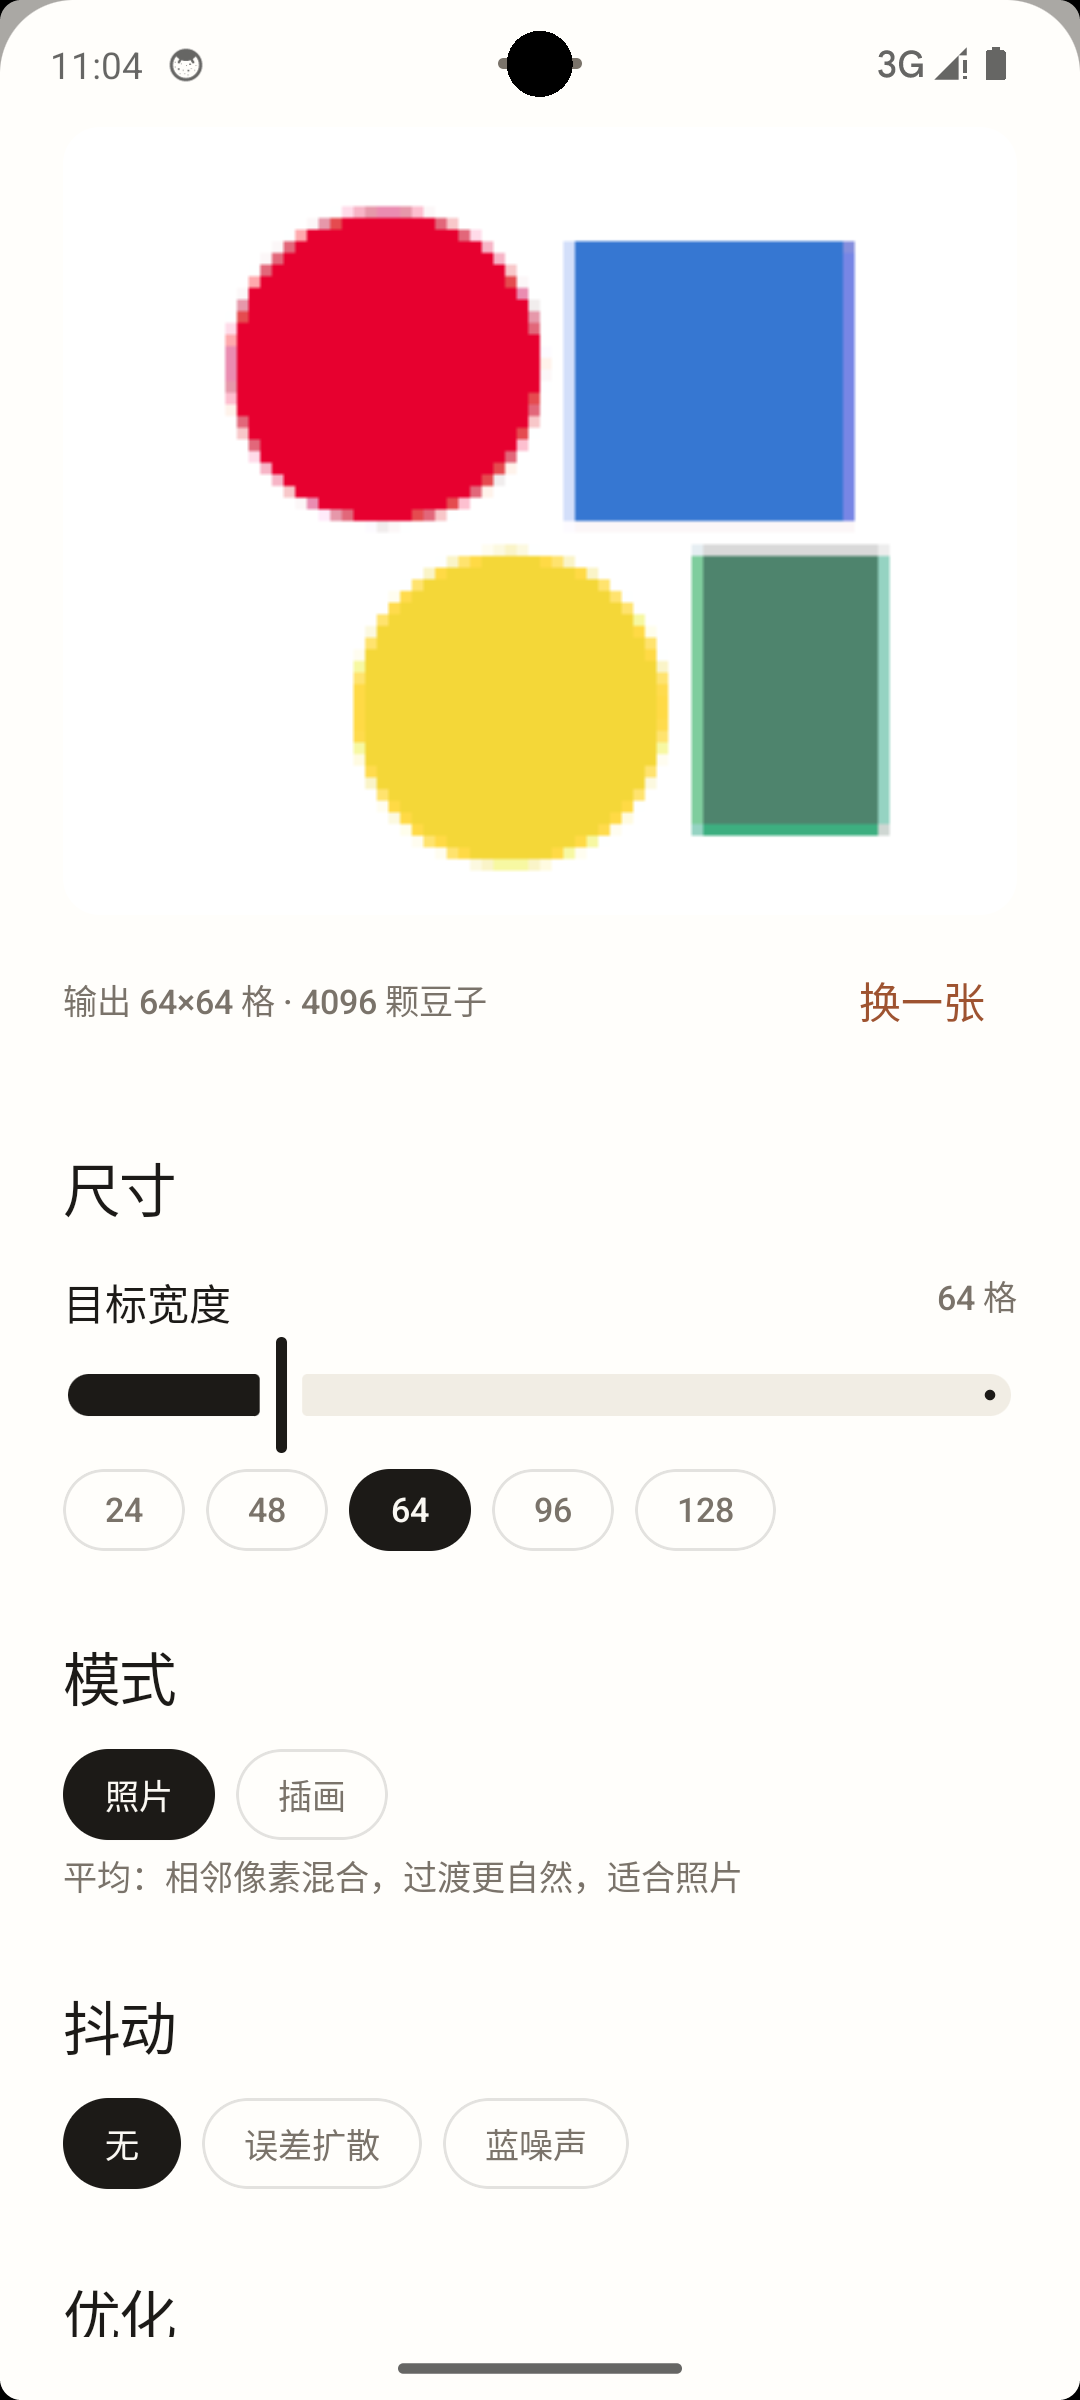 11:04
3G
输出 64×64 格 · 4096 颗豆子
换一张
尺寸
目标宽度
64 格
24 48 64 96 128
模式
照片 插画
平均：相邻像素混合，过渡更自然，适合照片
抖动
无 误差扩散 蓝噪声
优化